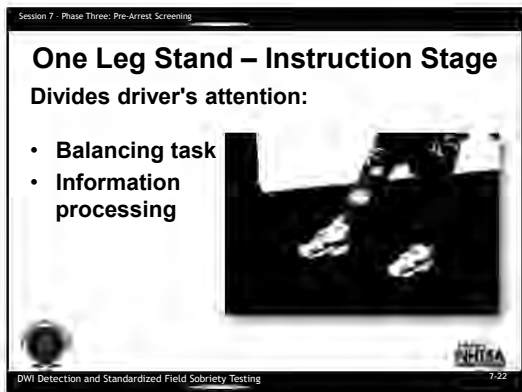 Session 7 - Phase Three: Pre-Arrest Screening
One Leg Stand – Instruction Stage
Divides driver's attention:
• Balancing task
• Information
processing
NHTSA
DWI Detection and Standardized Field Sobriety Testing
7-22